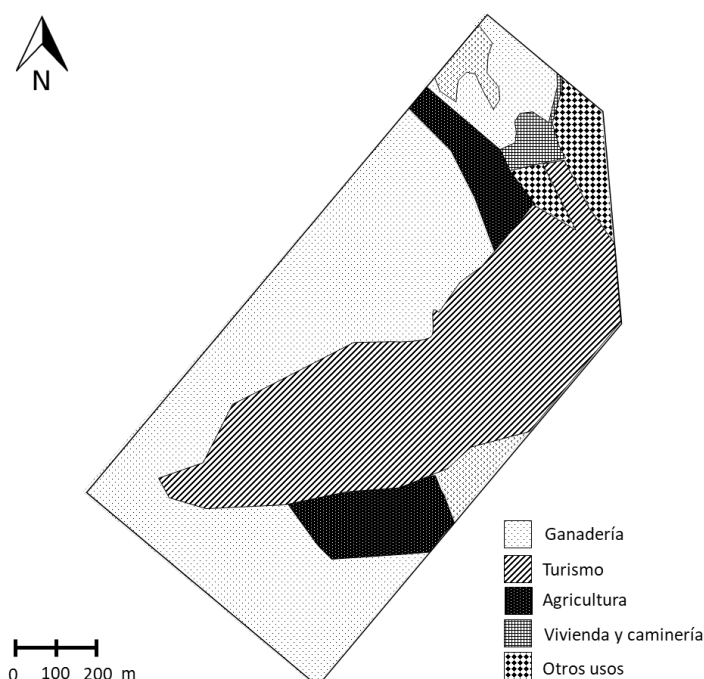 N
Ganadería
Turismo
Agricultura
Vivienda y caminería
Otros usos
0 100 200 m